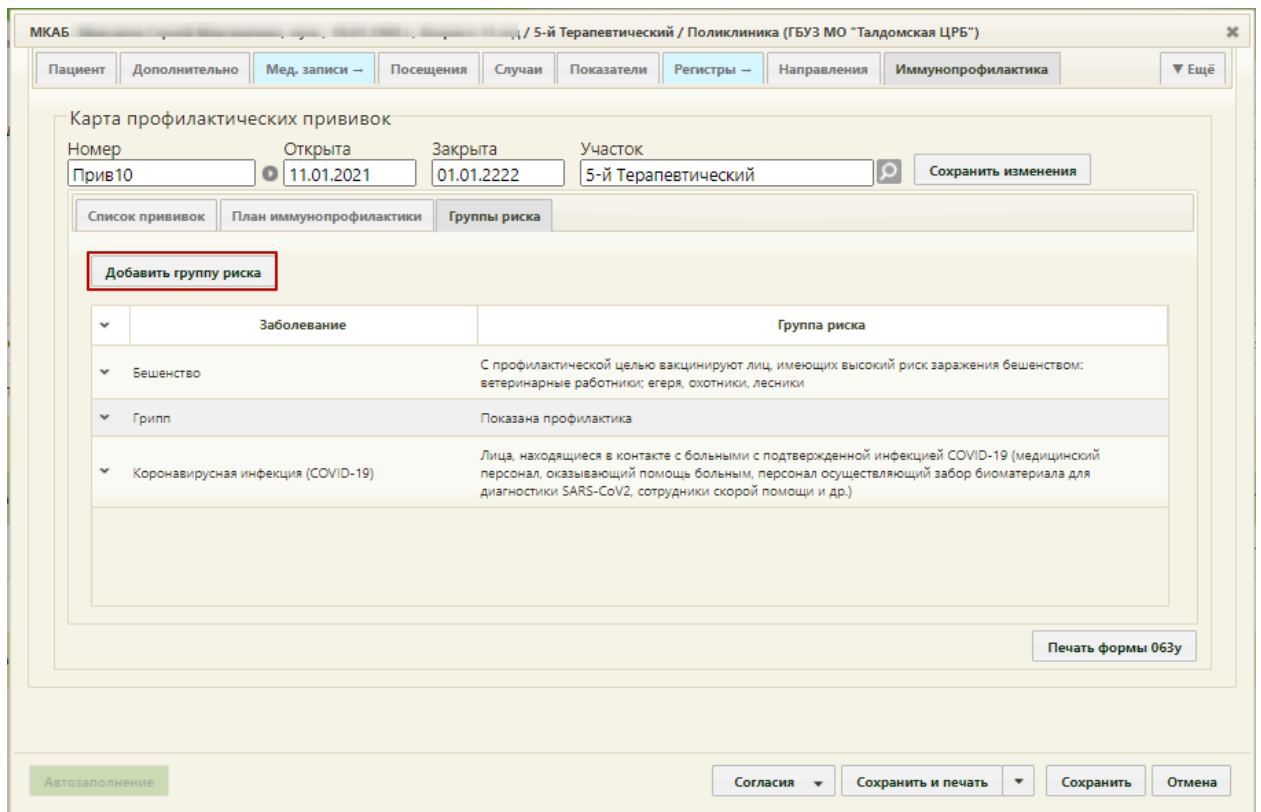 МКАБ / 5-й Терапевтический / Поликлиника (ГБУЗ МО "Талдомская ЦРБ")
Пациент Дополнительно Мед. записи → Посещения Случаи Показатели Регистры → Направления Иммунопрофилактика ▼ Ещё
Карта профилактических прививок
Номер Открыта Закрыта Участок
Прив10 11.01.2021 01.01.2222 5-й Терапевтический Сохранить изменения
Список прививок План иммунопрофилактики Группы риска
Добавить группу риска
Заболевание Группа риска
Бешенство С профилактической целью вакцинируют лиц, имеющих высокий риск заражения бешенством:
ветеринарные работники; егеря, охотники, лесники
Грипп Показана профилактика
Лица, находящиеся в контакте с больными с подтвержденной инфекцией COVID-19 (медицинский
Коронавирусная инфекция (COVID-19) персонал, оказывающий помощь больным, персонал осуществляющий забор биоматериала для
диагностики SARS-CoV2, сотрудники скорой помощи и др.)
Печать формы 063у
Автозаполнение Согласия Сохранить и печать Сохранить Отмена